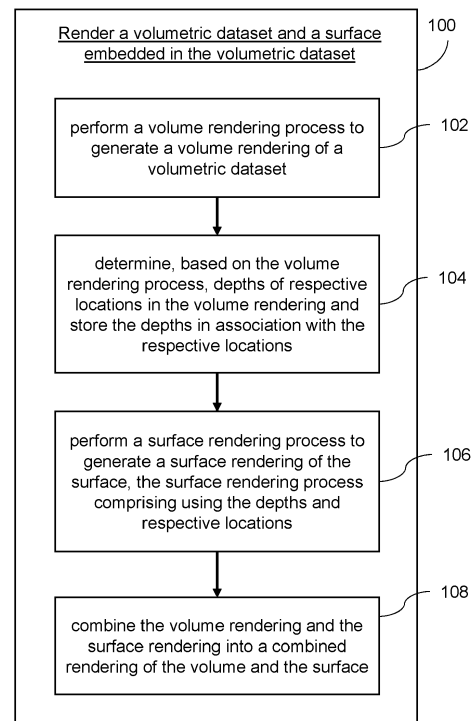 Render a volumetric dataset and a surface
embedded in the volumetric dataset
100
perform a volume rendering process to
generate a volume rendering of a
volumetric dataset
102
determine, based on the volume
rendering process, depths of respective
locations in the volume rendering and
store the depths in association with the
respective locations
104
perform a surface rendering process to
generate a surface rendering of the
surface, the surface rendering process
comprising using the depths and
respective locations
106
combine the volume rendering and the
surface rendering into a combined
rendering of the volume and the surface
108